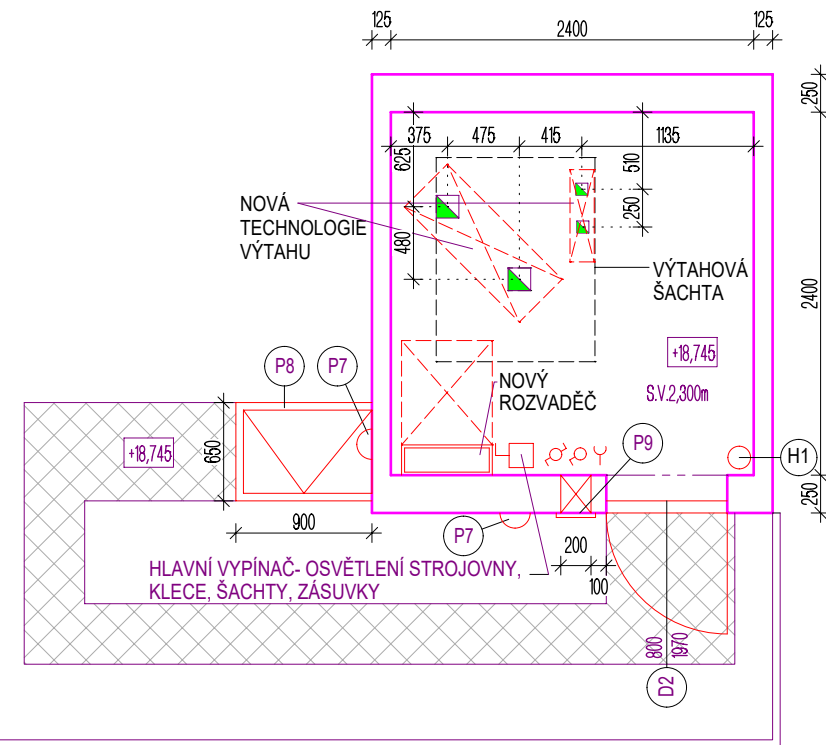 125
2400
125
250
375
475
415
1135
625
510
250
480
2400
NOVÁ
TECHNOLOGIE
VÝTAHU
VÝTAHOVÁ
ŠACHTA
+18,745
S.V.2,300m
P8
P7
NOVÝ
ROZVADĚČ
P9
H1
+18,745
650
250
900
P7
200
100
HLAVNÍ VYPÍNAČ- OSVĚTLENÍ STROJOVNY,
KLECE, ŠACHTY, ZÁSUVKY
800
1970
D2